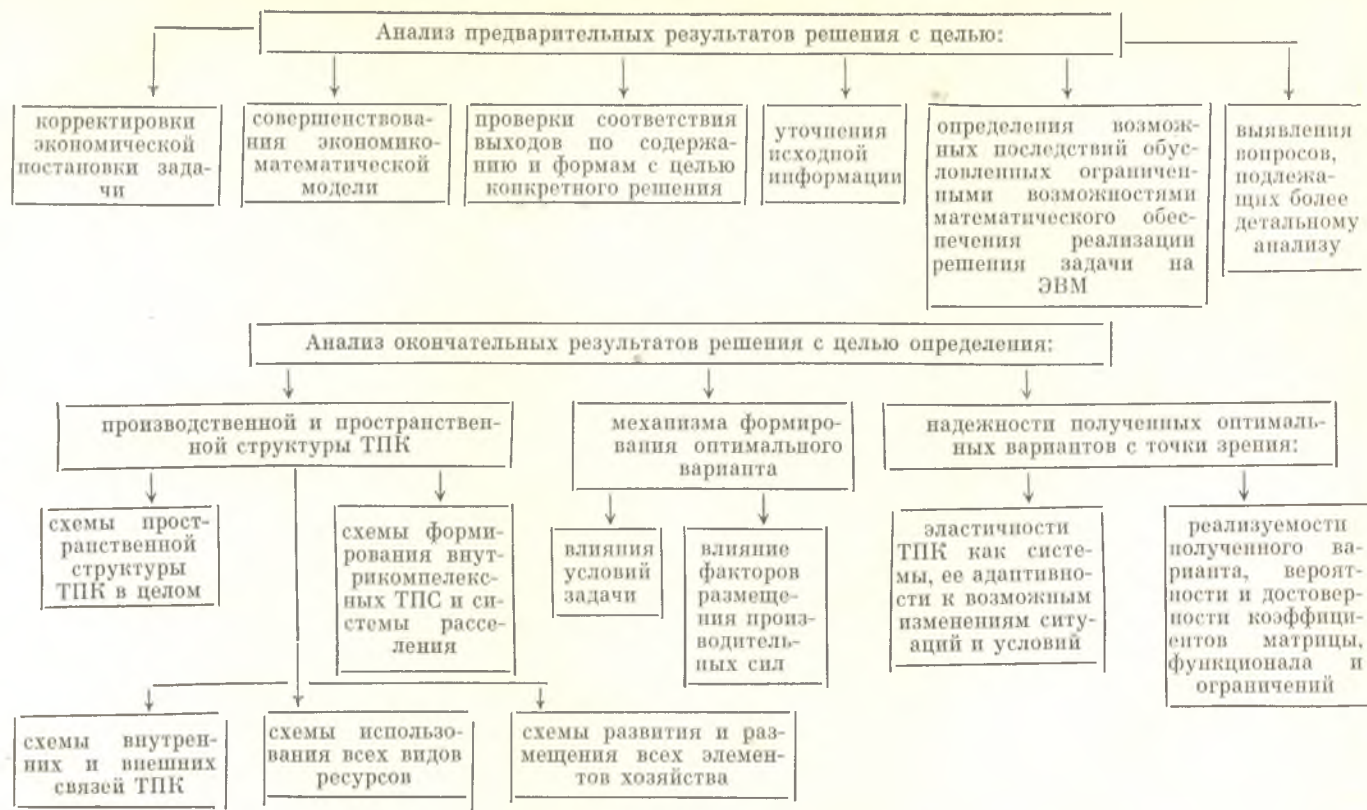 Анализ предварительных результатов решения с целью:
корректировки
экономической
постановки зада-
чи
совершенствова-
ния экономико-
математической
модели
проверки соответствия
выходов по содержа-
нию и формам с целью
конкретного решения
уточнения
исходной
информации
определения возмож-
ных последствий обус-
ловленных ограничен-
ными возможностями
математического обес-
печения реализации
решения задачи на
ЭВМ
выявления
вопросов,
подлежа-
щих более
детальному
анализу
Анализ окончательных результатов решения с целью определения:
производственной и пространствен-
ной структуры ТПК
механизма формиро-
вания оптимального
варианта
надежности полученных оптималь-
ных вариантов с точки зрения:
схемы прост-
ранственной
структуры
ТПК в целом
схемы форми-
рования внут-
рикомпелекс-
ных ТПС и си-
стемы рассе-
ления
влияния
условий
задачи
влияние
факторов
размеще-
ния произ-
водитель-
ных сил
эластичности
ТПК как систе-
мы, ее адаптивно-
сти к возможным
изменениям ситу-
аций и условий
реализуемости
полученного ва-
рианта, вероят-
ности и достовер-
ности коэффици-
ентов матрицы,
функционала и
ограничений
схемы внутрен-
них и внешних
связей ТПК
схемы использо-
вания всех видов
ресурсов
схемы развития и раз-
мещения всех элемен-
тов хозяйства